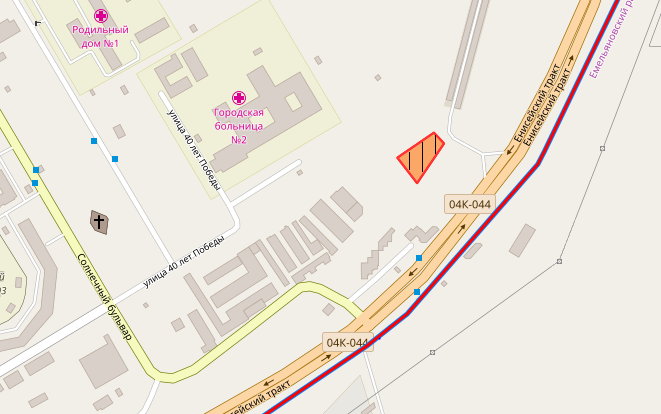 Родильный
дом №1
Городская
больница
№2
улица 40 лет Победы
Енисейский тракт
Енисейский тракт
Емельяновский
04К-044
улица 40 лет Победы
Солнечный бульвар
04К-044
сейский тракт